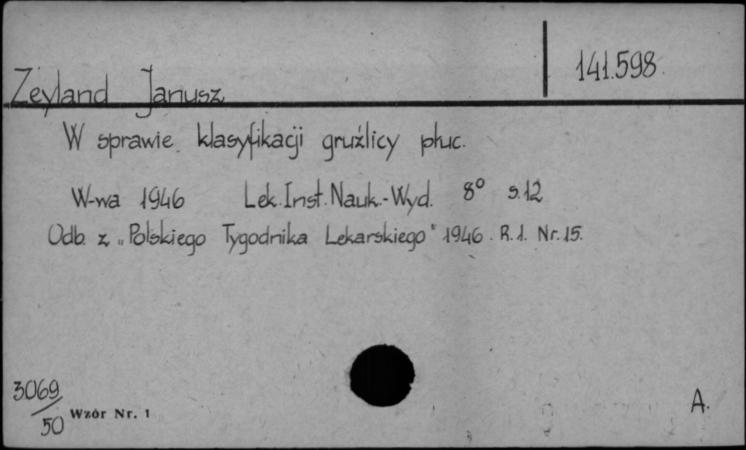 141.598.
Zeyland Janusz
W sprawie klasyfikacji gruźlicy płuc.
W-wa 1946 Lek. Inst. Nauk.-Wyd. 8° s. 12
Odb. z „Polskiego Tygodnika Lekarskiego" 1946. R. 1. Nr. 15.
3069/50 Wzór Nr. 1
A.